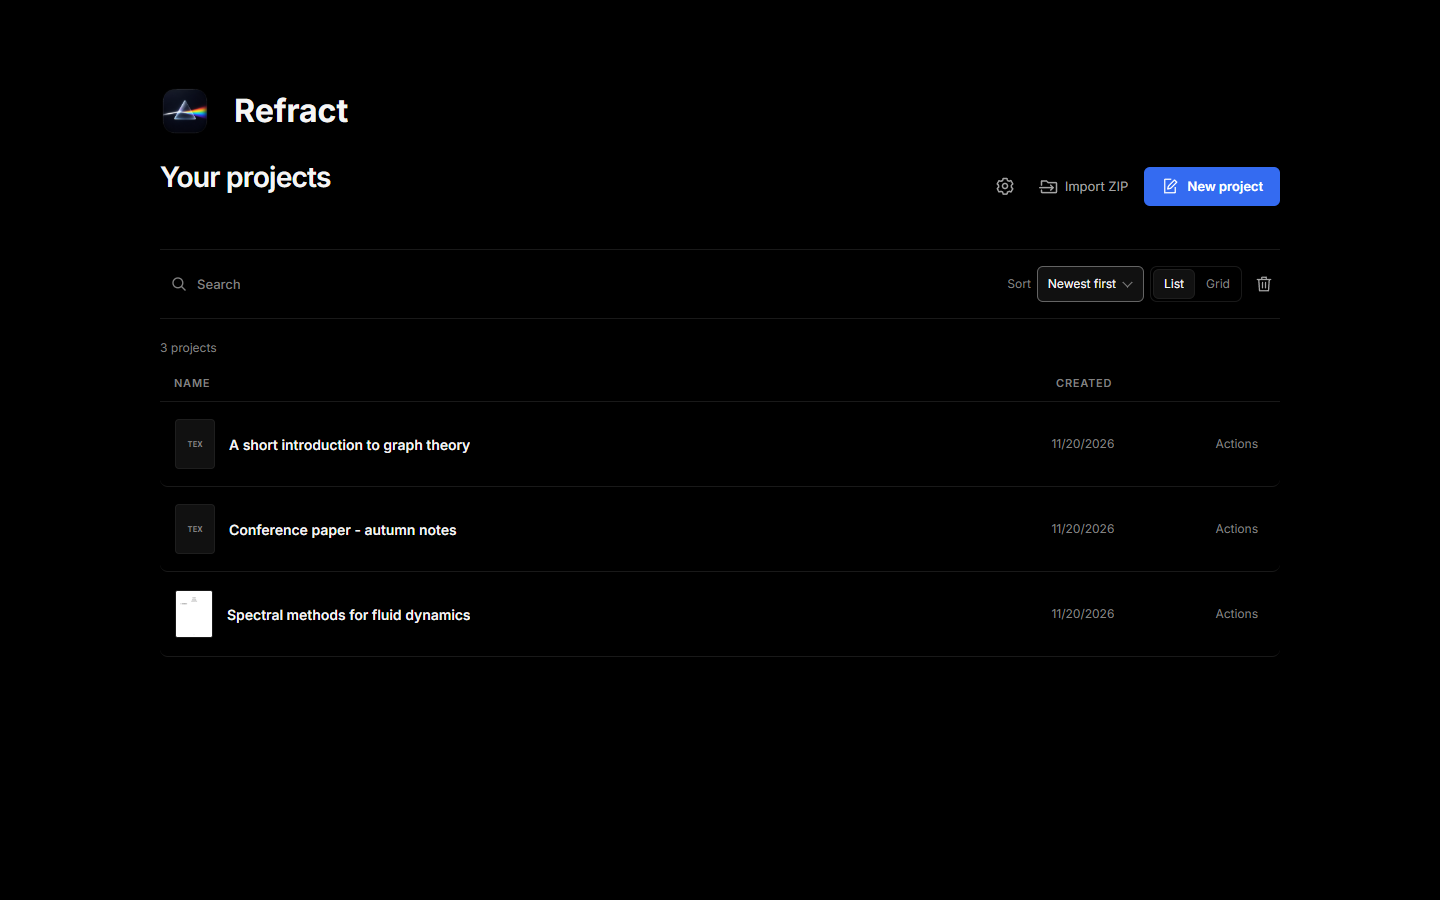 Refract
Your projects
Import ZIP
New project
Search
Sort
Newest first
List
Grid
3 projects
NAME
CREATED
TEX
A short introduction to graph theory
11/20/2026
Actions
TEX
Conference paper - autumn notes
11/20/2026
Actions
Spectral methods for fluid dynamics
11/20/2026
Actions